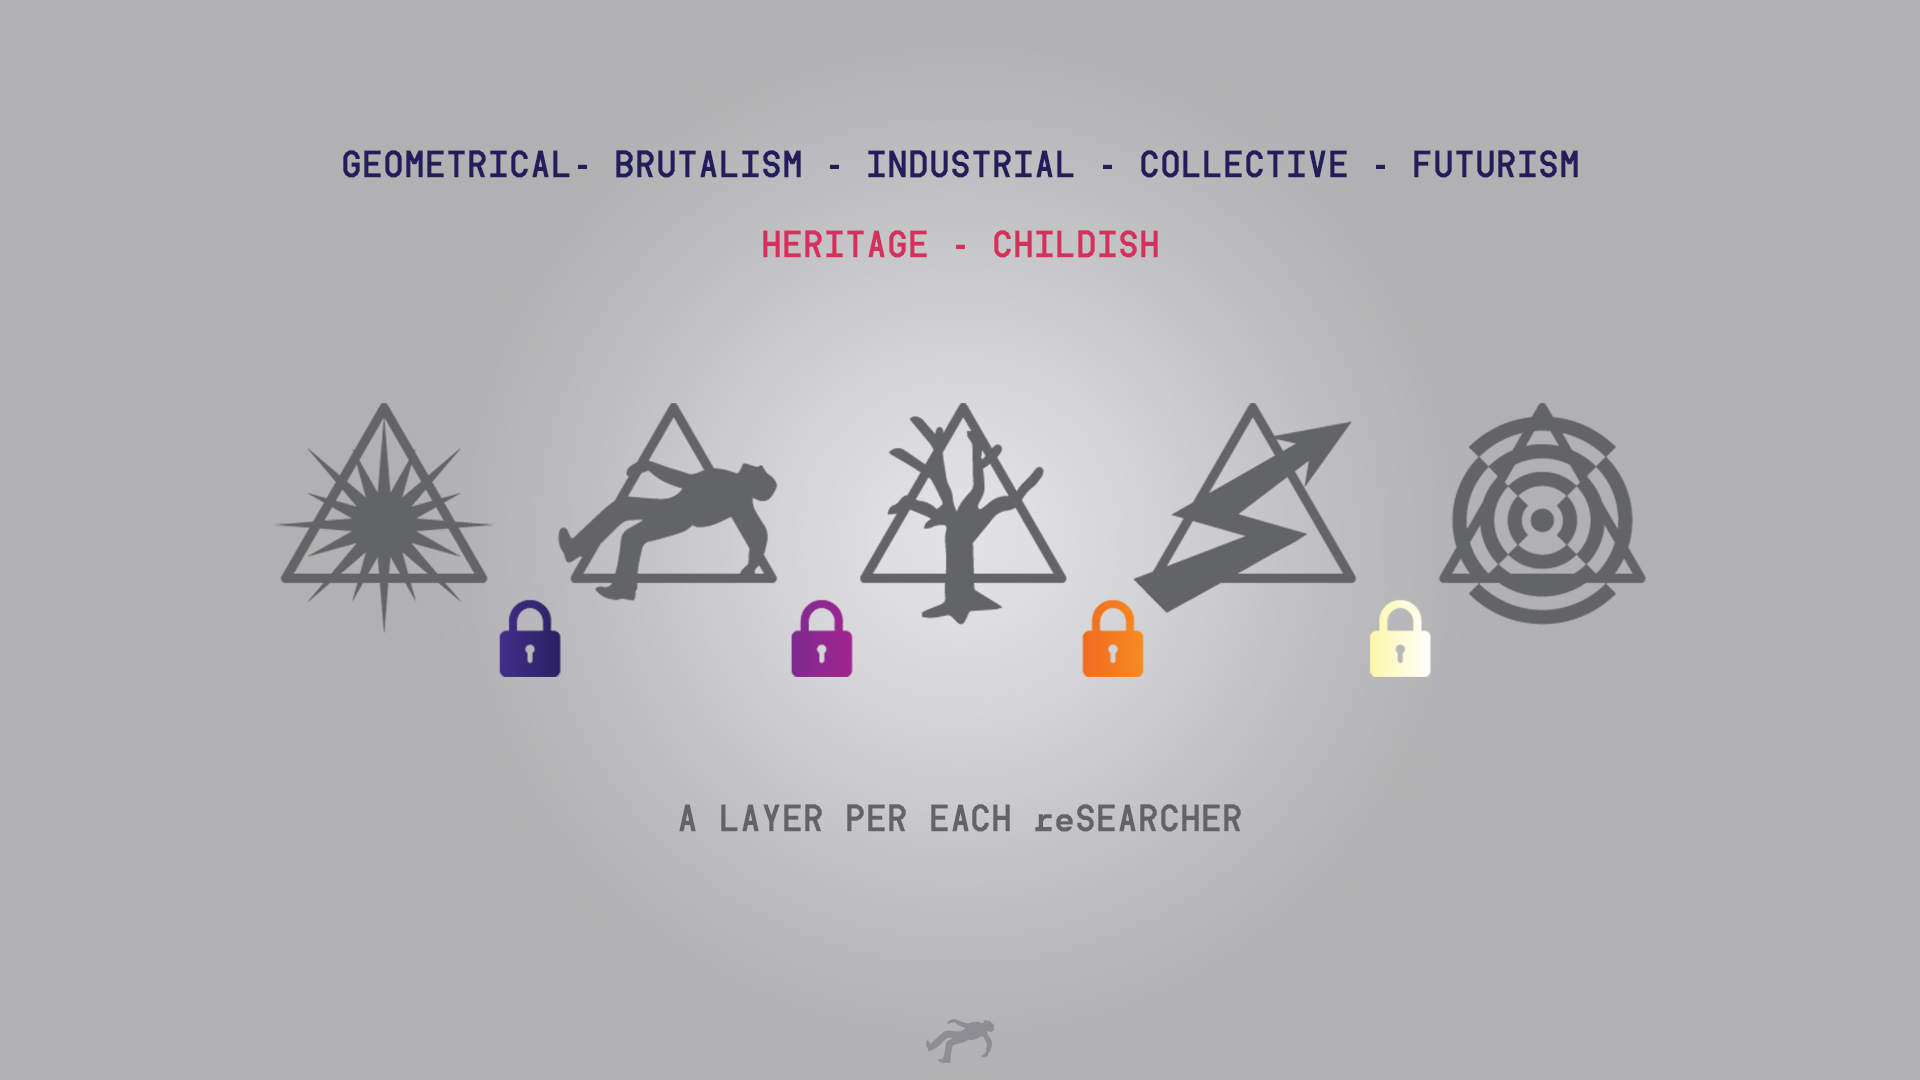 GEOMETRICAL- BRUTALISM - INDUSTRIAL - COLLECTIVE - FUTURISM
HERITAGE - CHILDISH
A LAYER PER EACH reSEARCHER